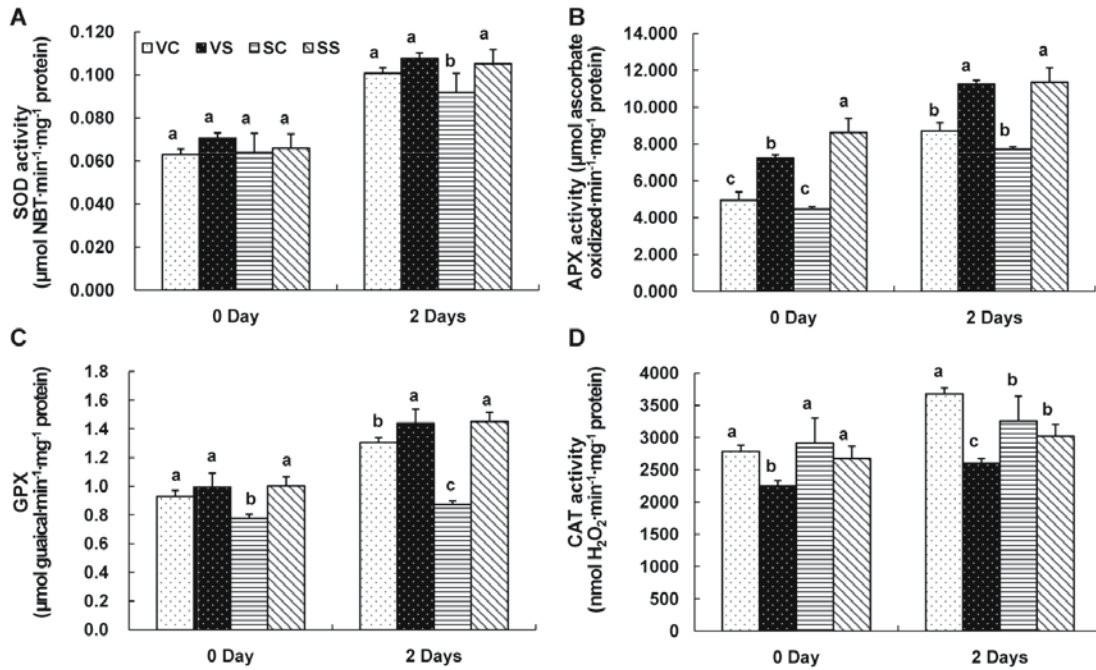 A
SOD activity
(µmol NBT·min⁻¹·mg⁻¹ protein)
0.120
0.100
0.080
0.060
0.040
0.020
0.000
VC VS SC SS
a a a a
a a b a
0 Day 2 Days
B
APX activity (µmol ascorbate
oxidized·min⁻¹·mg⁻¹ protein)
14.000
12.000
10.000
8.000
6.000
4.000
2.000
0.000
c b c a
b a b a
0 Day 2 Days
C
GPX
(µmol guaical·min⁻¹·mg⁻¹ protein)
1.8
1.6
1.4
1.2
1.0
0.8
0.6
0.4
0.2
0.0
a a b a
b a c a
0 Day 2 Days
D
CAT activity
(nmol H₂O₂·min⁻¹·mg⁻¹ protein)
4000
3500
3000
2500
2000
1500
1000
500
0
a b a a
a c b b
0 Day 2 Days